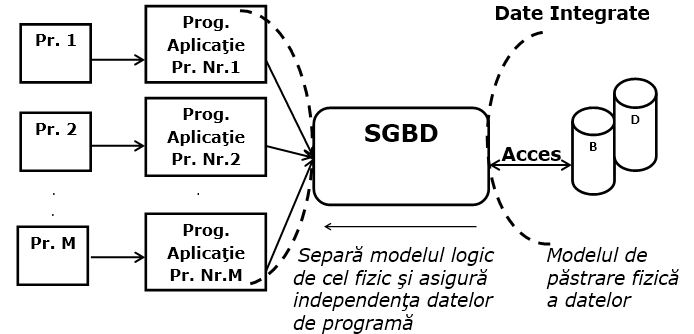 Date Integrate
Pr. 1
Prog.
Aplicaţie
Pr. Nr.1
Pr. 2
Prog.
Aplicaţie
Pr. Nr.2
SGBD
Acces
B
D
Pr. M
Prog.
Aplicaţie
Pr. Nr.M
Separă modelul logic
de cel fizic şi asigură
independenţa datelor
de programă
Modelul de
păstrare fizică
a datelor